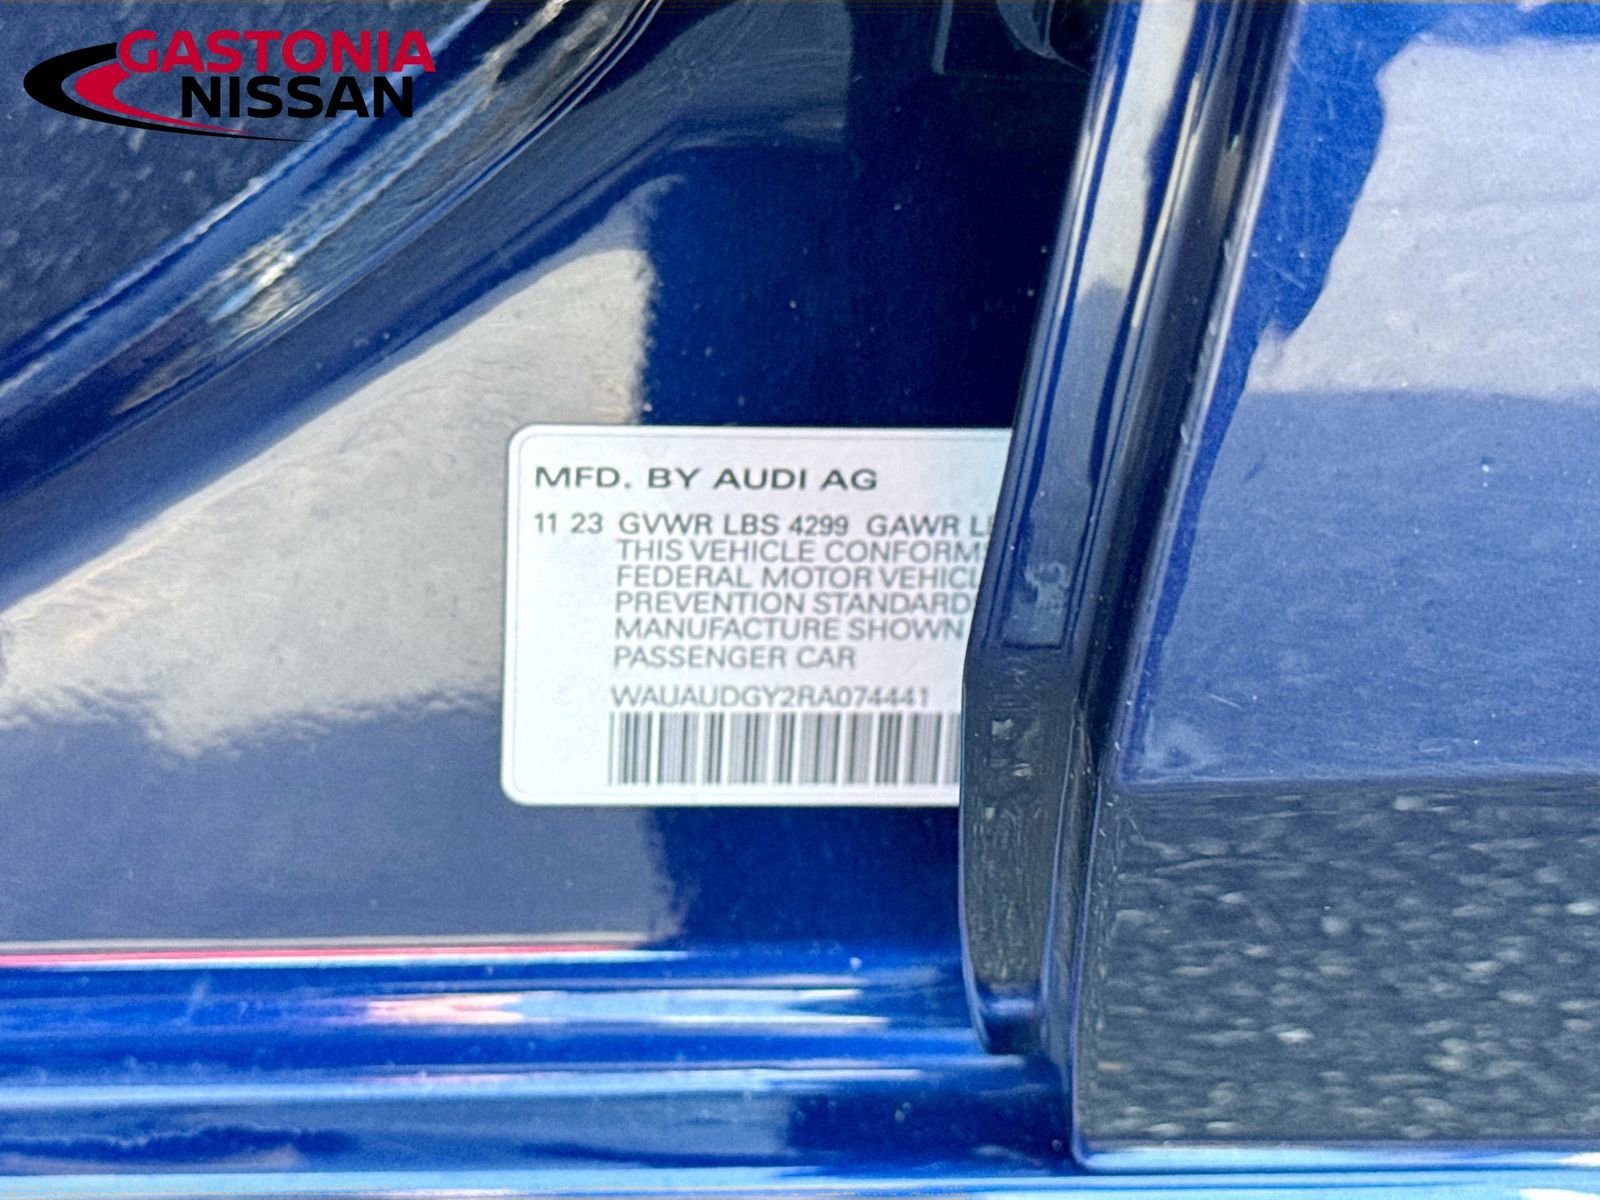 GASTONIA
NISSAN
MFD. BY AUDI AG
11 23 GVWR LBS 4299 GAWR
THIS VEHICLE CONFORMS
FEDERAL MOTOR
PREVENTION
MANUFACTURE SHOWN
PASSENGER CAR
WAUAUDGY2RA074441